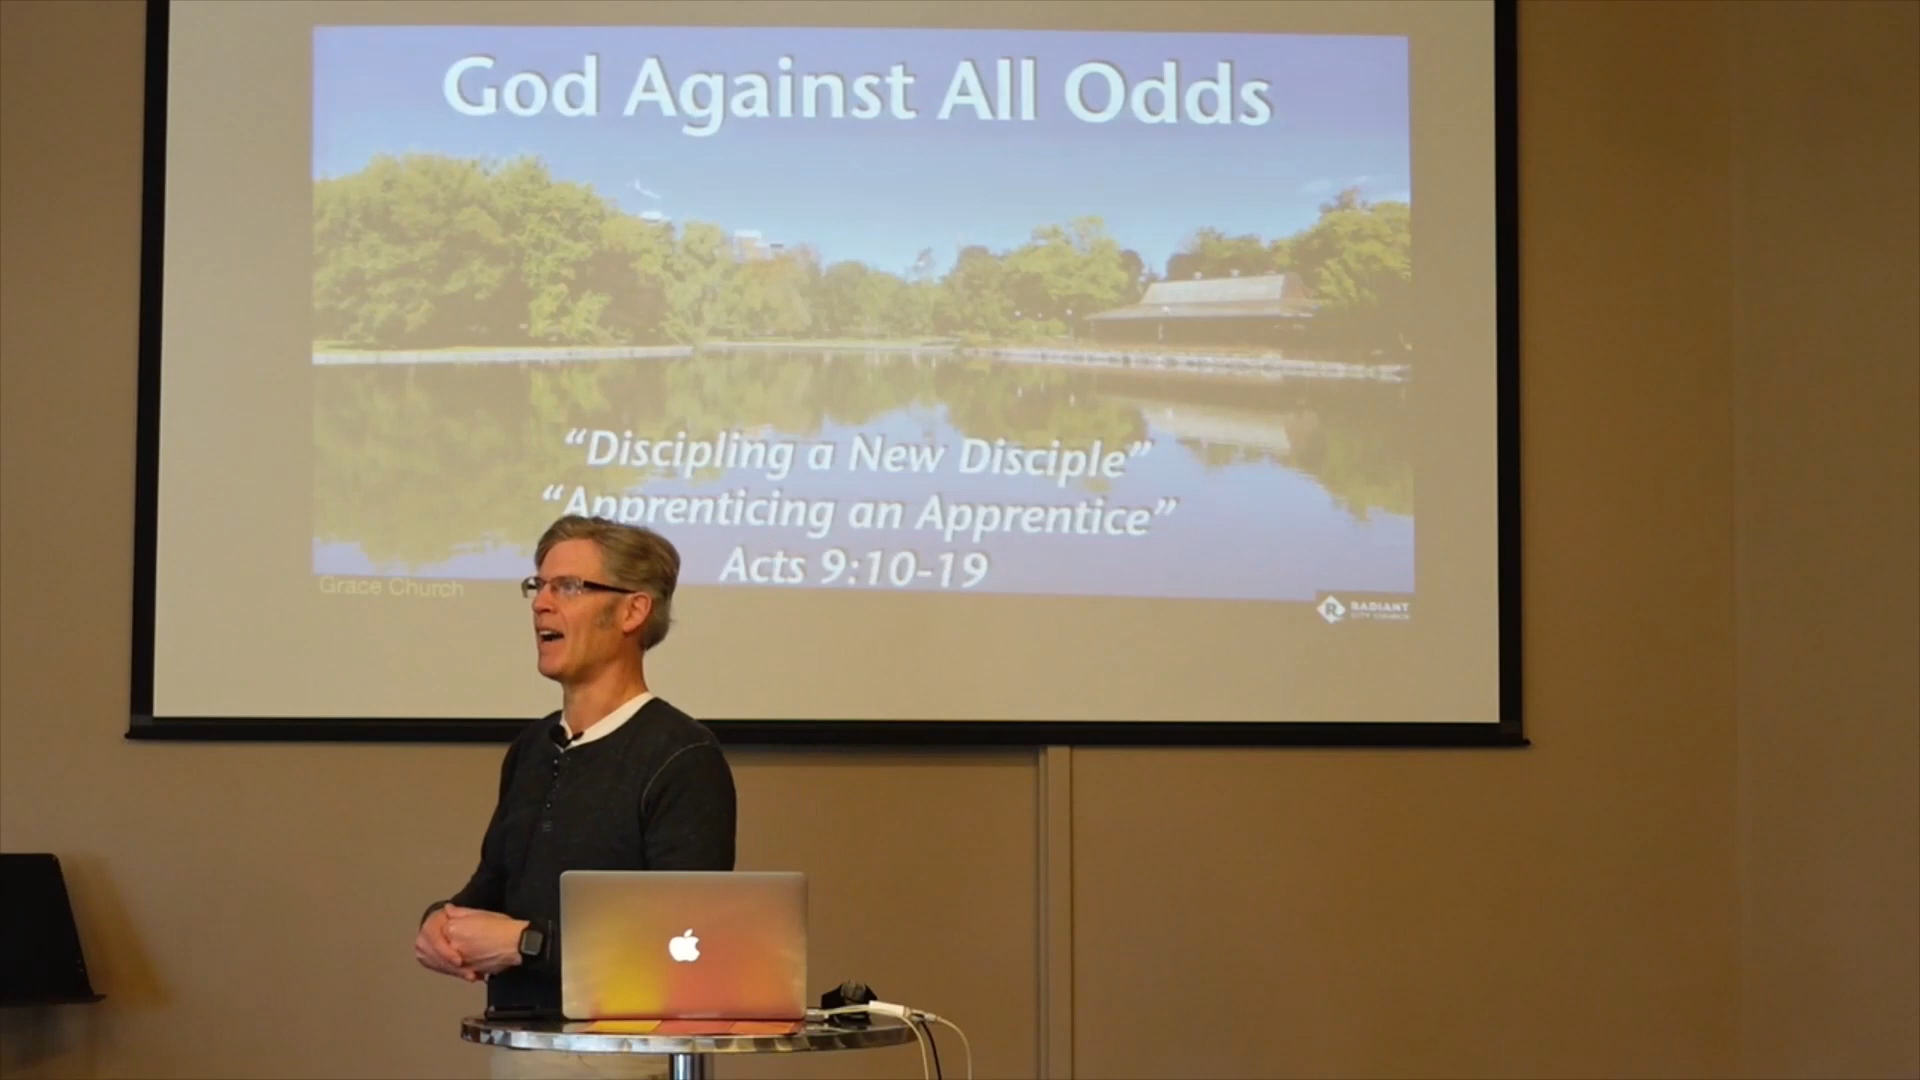 God Against All Odds
“Discipling a New Disciple”
“Apprenticing an Apprentice”
Acts 9:10-19
Grace Church
RADIANT
CITY CHURCH